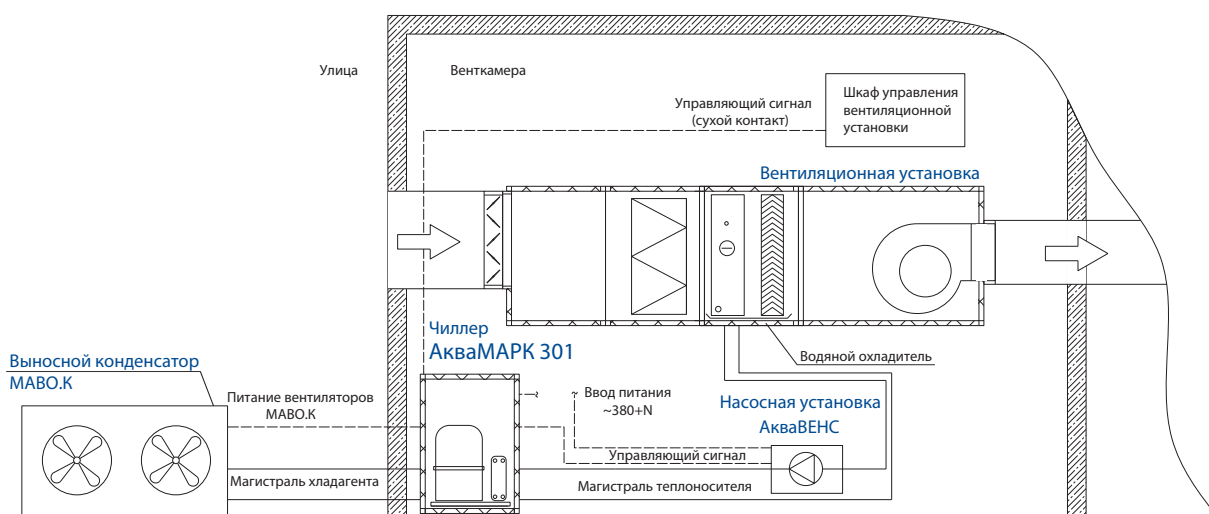 Улица
Венткамера
Управляющий сигнал
(сухой контакт)
Шкаф управления
вентиляционной
установки
Вентиляционная установка
Чиллер
АкваМАРК 301
Водяной охладитель
Выносной конденсатор
МАВО.К
Питание вентиляторов
МАВО.К
~ Ввод питания
~380+N
Насосная установка
АкваВЕНС
Управляющий сигнал
Магистраль хладагента
Магистраль теплоносителя